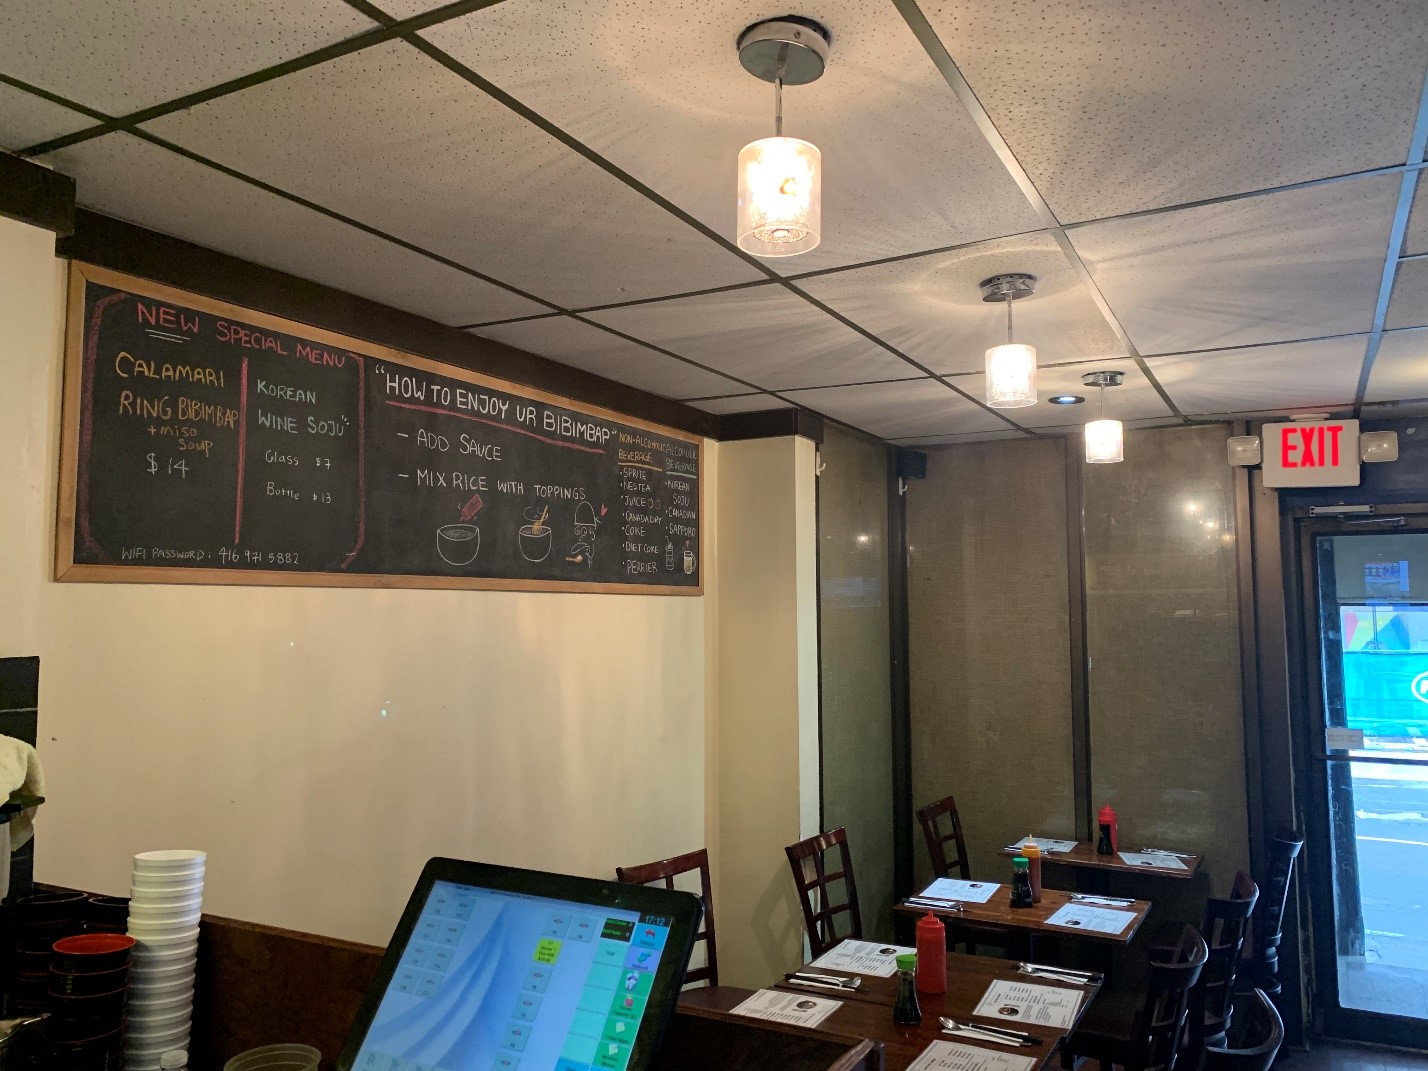 NEW SPECIAL MENU
CALAMARI
RING BIBIMBAP
+ miso
soup
$14
KOREAN
WINE SOJU
Glass $7
Bottle $13
WIFI PASSWORD: 416 971 5882
"HOW TO ENJOY UR BIBIMBAP"
- ADD SAUCE
- MIX RICE WITH TOPPINGS
NON-ALCOHOLIC
BEVERAGE
• SPRITE
• NESTEA
• JUICE
• CANADA DRY
• COKE
• DIET COKE
• PERRIER
ALCOHOLIC
BEVERAGE
• KOREAN
SOJU
• CANADIAN
• SAPPORO
EXIT
17:12